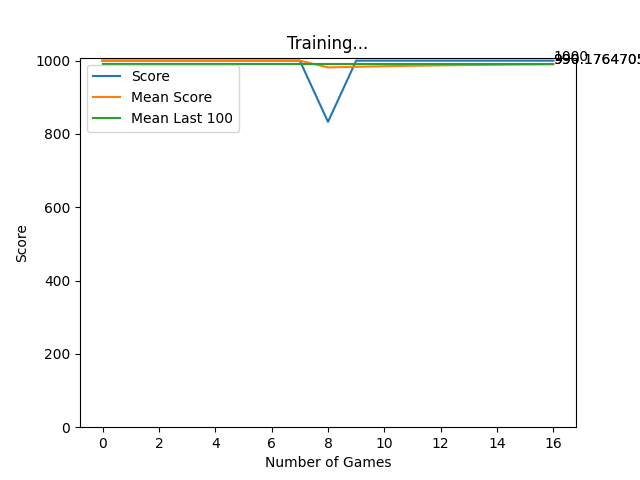 Training...
1000
990.1764705
Score
Mean Score
Mean Last 100
1000
800
600
400
200
0
Score
0 2 4 6 8 10 12 14 16
Number of Games